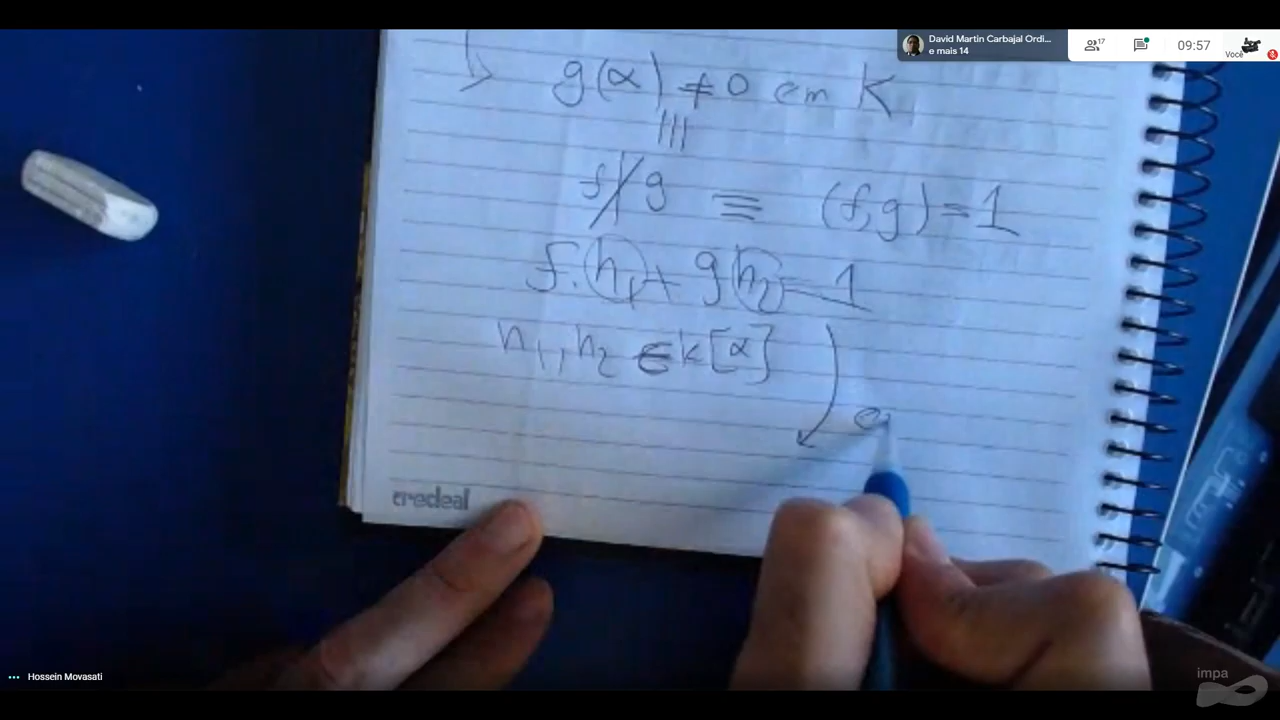 David Martin Carbajal Ordi...
e mais 14
17
09:57
Você
g(α) ≠ 0 em K
|||
f∤g ≡ (f,g)=1
f.h₁ + g h₂ = 1
h₁, h₂ ∈ k[α]
credeal
Hossein Movasati
impa